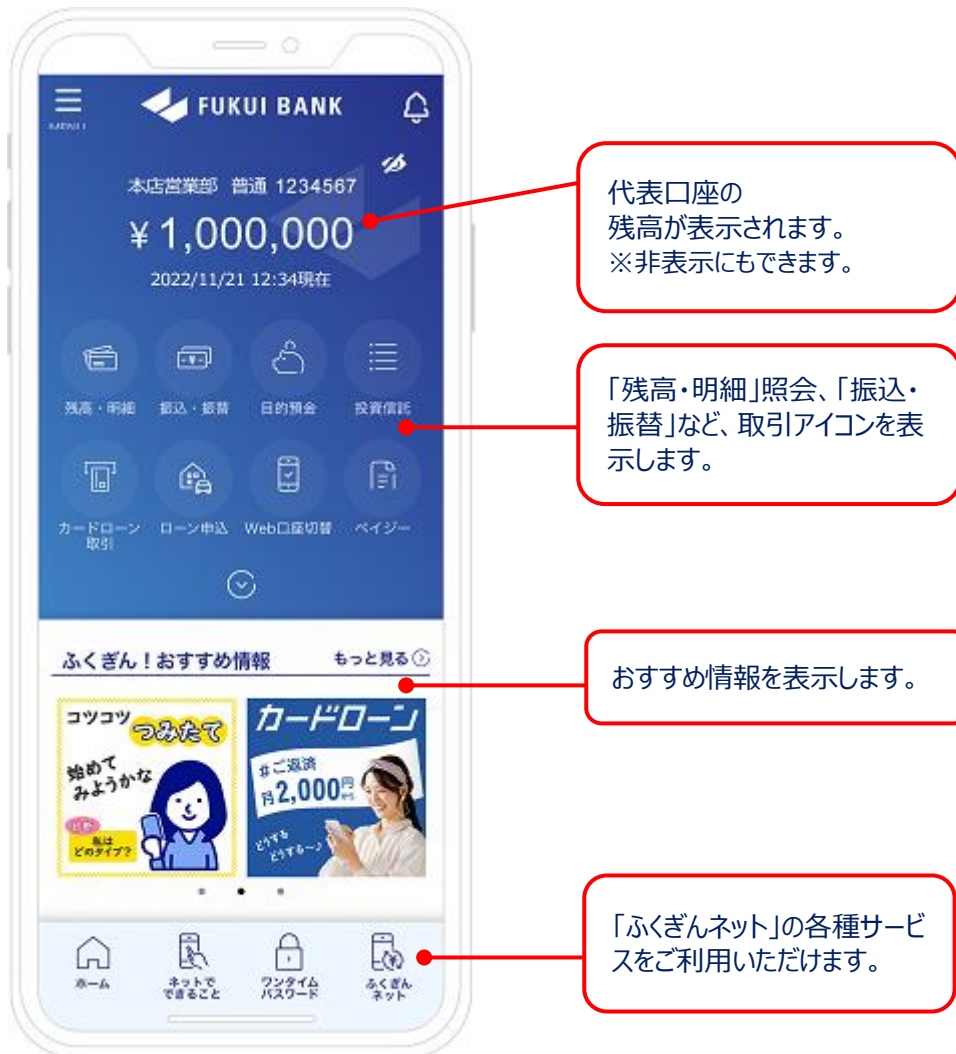 MENU
FUKUI BANK
本店営業部 普通 1234567
¥1,000,000
2022/11/21 12:34現在
残高・明細
振込・振替
目的預金
投資信託
カードローン
取引
ローン申込
Web口座切替
ペイジー
ふくぎん！おすすめ情報
もっと見る
コツコツ
つみたて
始めて
みようかな
診断
私は
どのタイプ?
カードローン
#ご返済
月2,000円から
どうする
どうする〜♪
ホーム
ネットで
できること
ワンタイム
パスワード
ふくぎん
ネット
代表口座の
残高が表示されます。
※非表示にもできます。
「残高・明細」照会、「振込・
振替」など、取引アイコンを表
示します。
おすすめ情報を表示します。
「ふくぎんネット」の各種サービ
スをご利用いただけます。